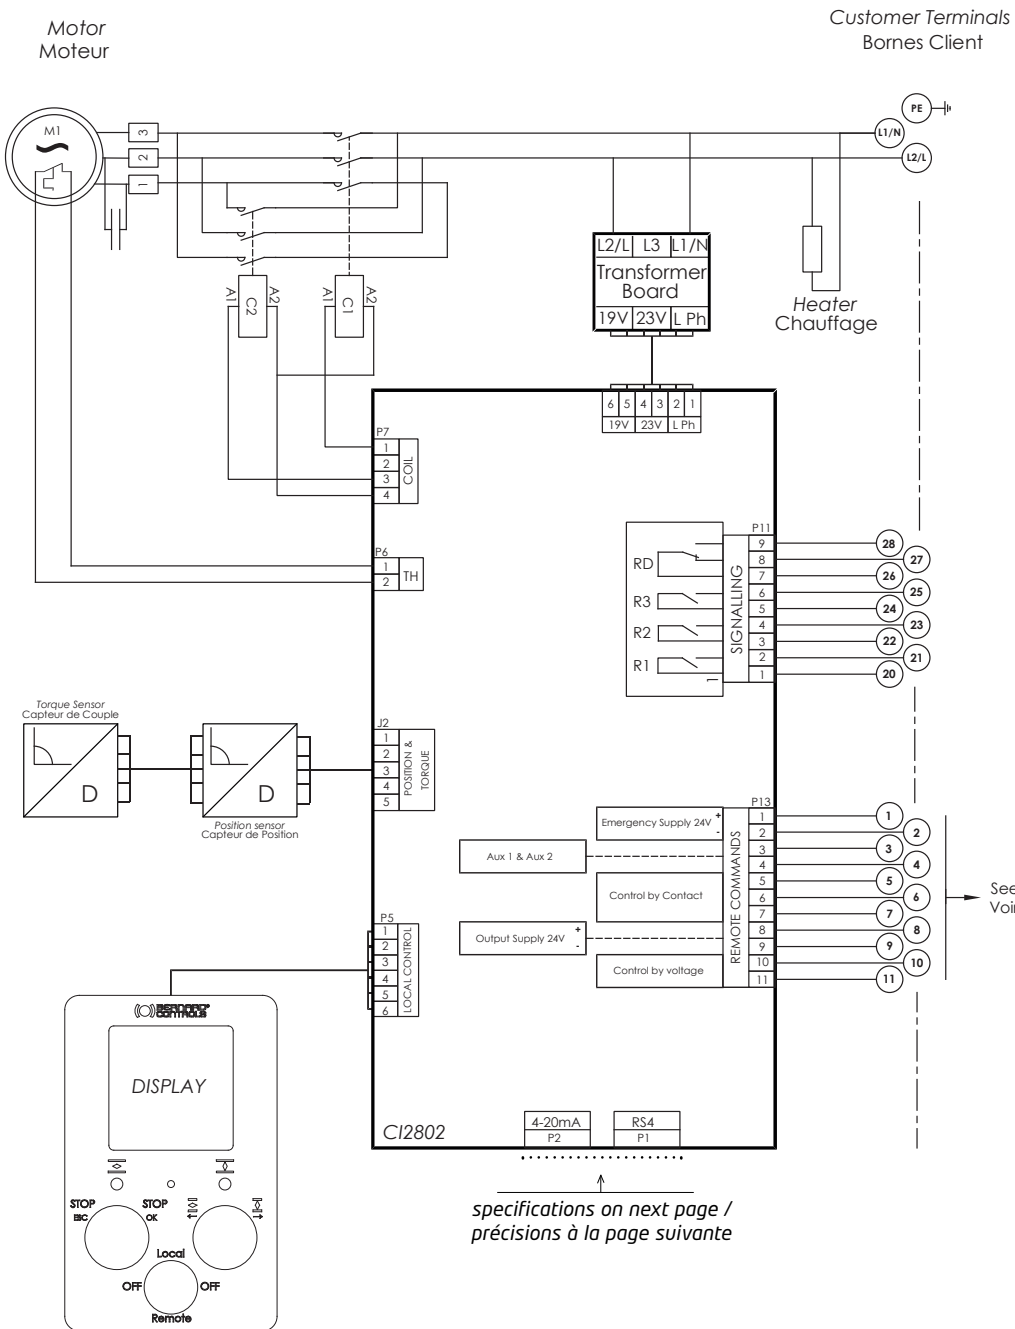 Motor
Moteur
Customer Terminals
Bornes Client
M1
3
2
1
PE
L1/N
L2/L
A1
C2
A2
A1
C1
A2
L2/L L3 L1/N
Transformer
Board
19V 23V L Ph
Heater
Chauffage
6 5 4 3 2 1
19V 23V L Ph
P7
1
2
3
4
COIL
P6
1
2
TH
P11
9
8
7
6
5
4
3
2
1
SIGNALLING
RD
R3
R2
R1
28
27
26
25
24
23
22
21
20
Torque Sensor
Capteur de Couple
D
D
Position sensor
Capteur de Position
J2
1
2
3
4
5
POSITION &
TORQUE
P13
1
2
3
4
5
6
7
8
9
10
11
REMOTE COMMANDS
Emergency Supply 24V + -
Aux 1 & Aux 2
Control by Contact
Output Supply 24V + -
Control by voltage
1
2
3
4
5
6
7
8
9
10
11
See
Voir
P5
1
2
3
4
5
6
LOCAL CONTROL
BERNARD
CONTROLS
DISPLAY
STOP
ESC
STOP
OK
Local
OFF
OFF
Remote
CI2802
4-20mA
P2
RS4
P1
specifications on next page /
précisions à la page suivante